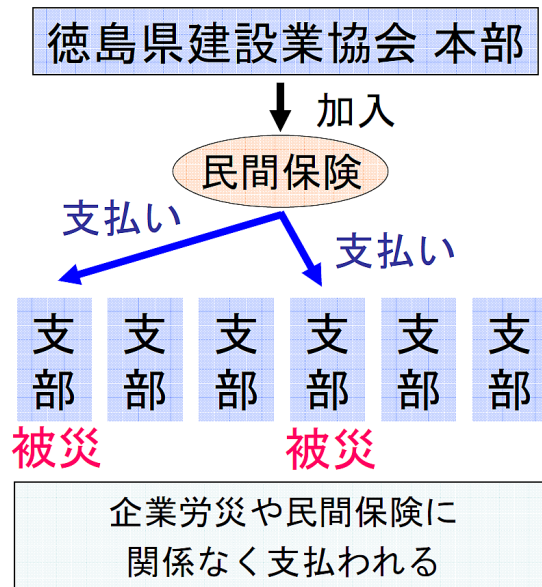 徳島県建設業協会 本部
加入
民間保険
支払い
支払い
支部
支部
支部
支部
支部
支部
被災
被災
企業労災や民間保険に
関係なく支払われる